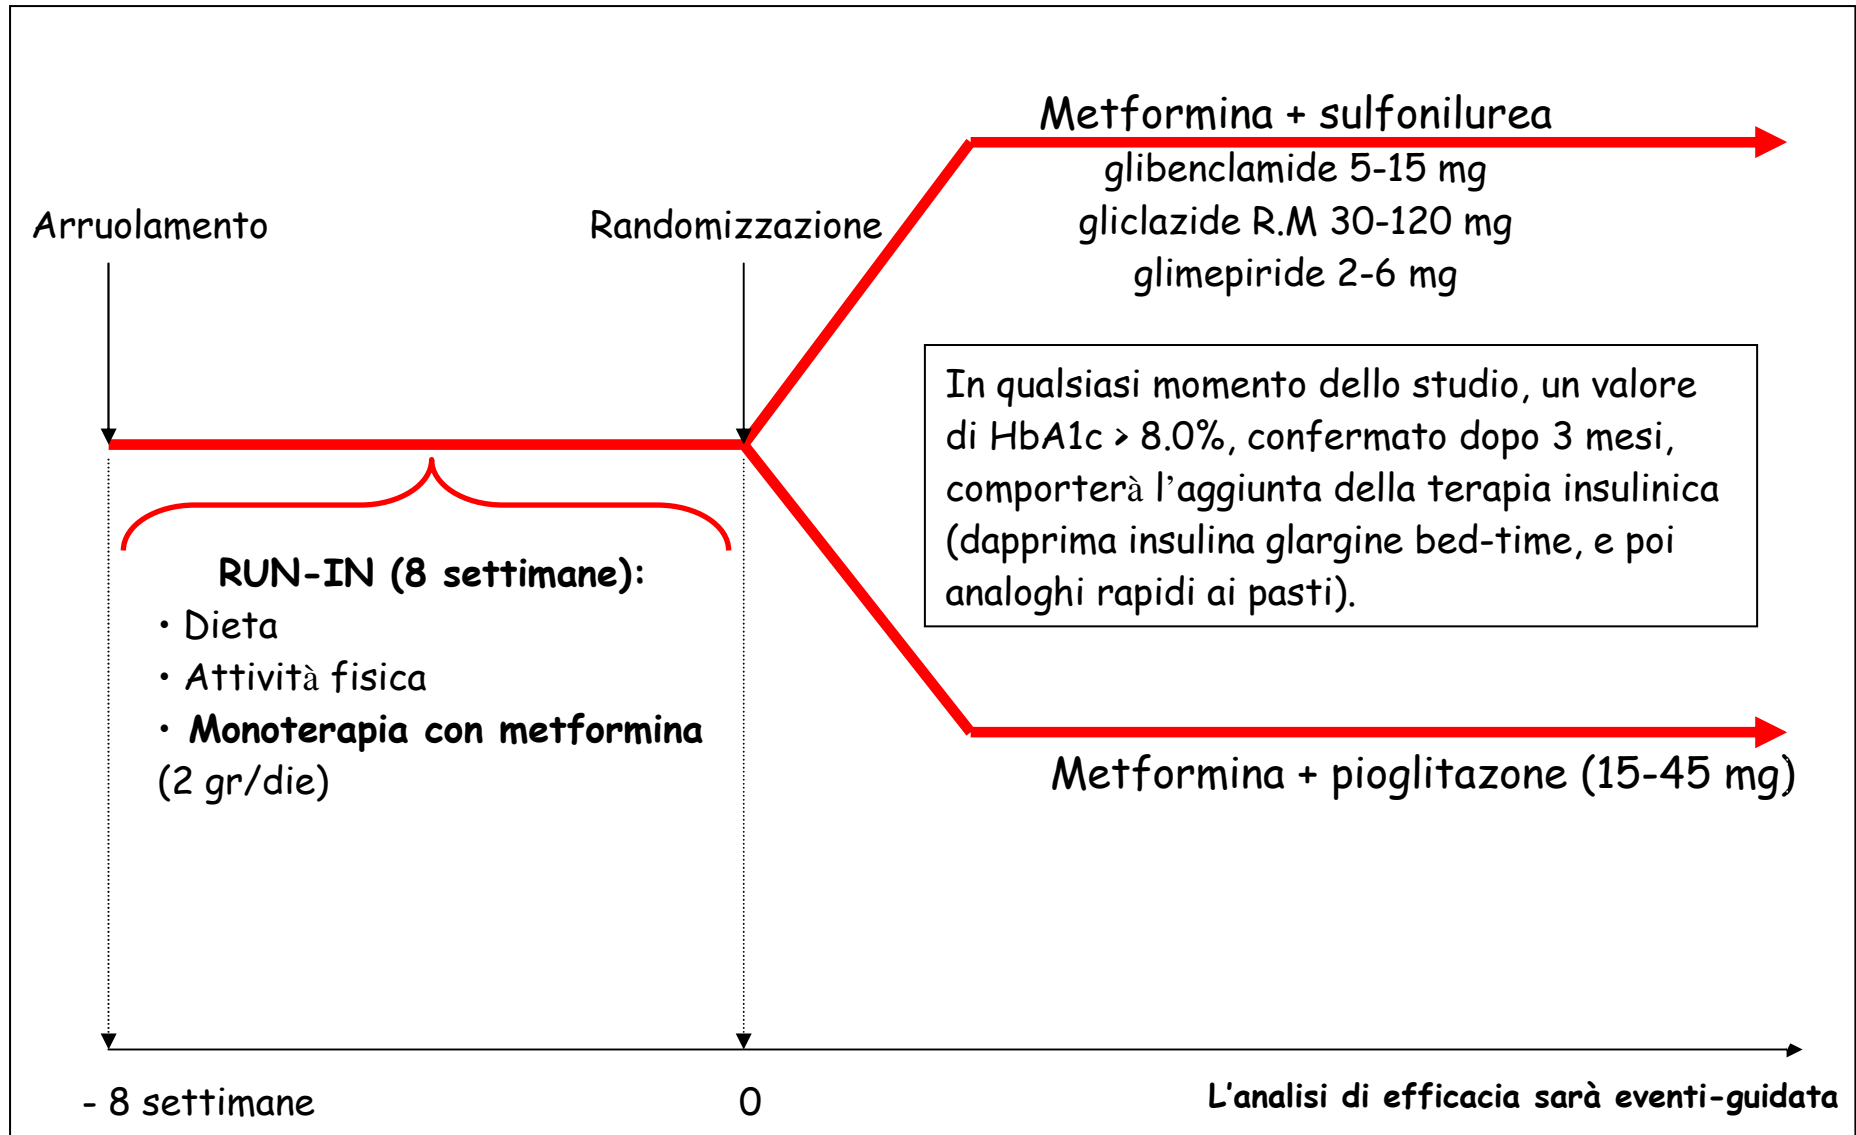 Metformina + sulfonilurea
glibenclamide 5-15 mg
gliclazide R.M 30-120 mg
glimepiride 2-6 mg
Arruolamento
Randomizzazione
In qualsiasi momento dello studio, un valore
di HbA1c > 8.0%, confermato dopo 3 mesi,
comporterà l’aggiunta della terapia insulinica
(dapprima insulina glargine bed-time, e poi
analoghi rapidi ai pasti).
RUN-IN (8 settimane):
• Dieta
• Attività fisica
• Monoterapia con metformina
(2 gr/die)
Metformina + pioglitazone (15-45 mg)
- 8 settimane
0
L’analisi di efficacia sarà eventi-guidata